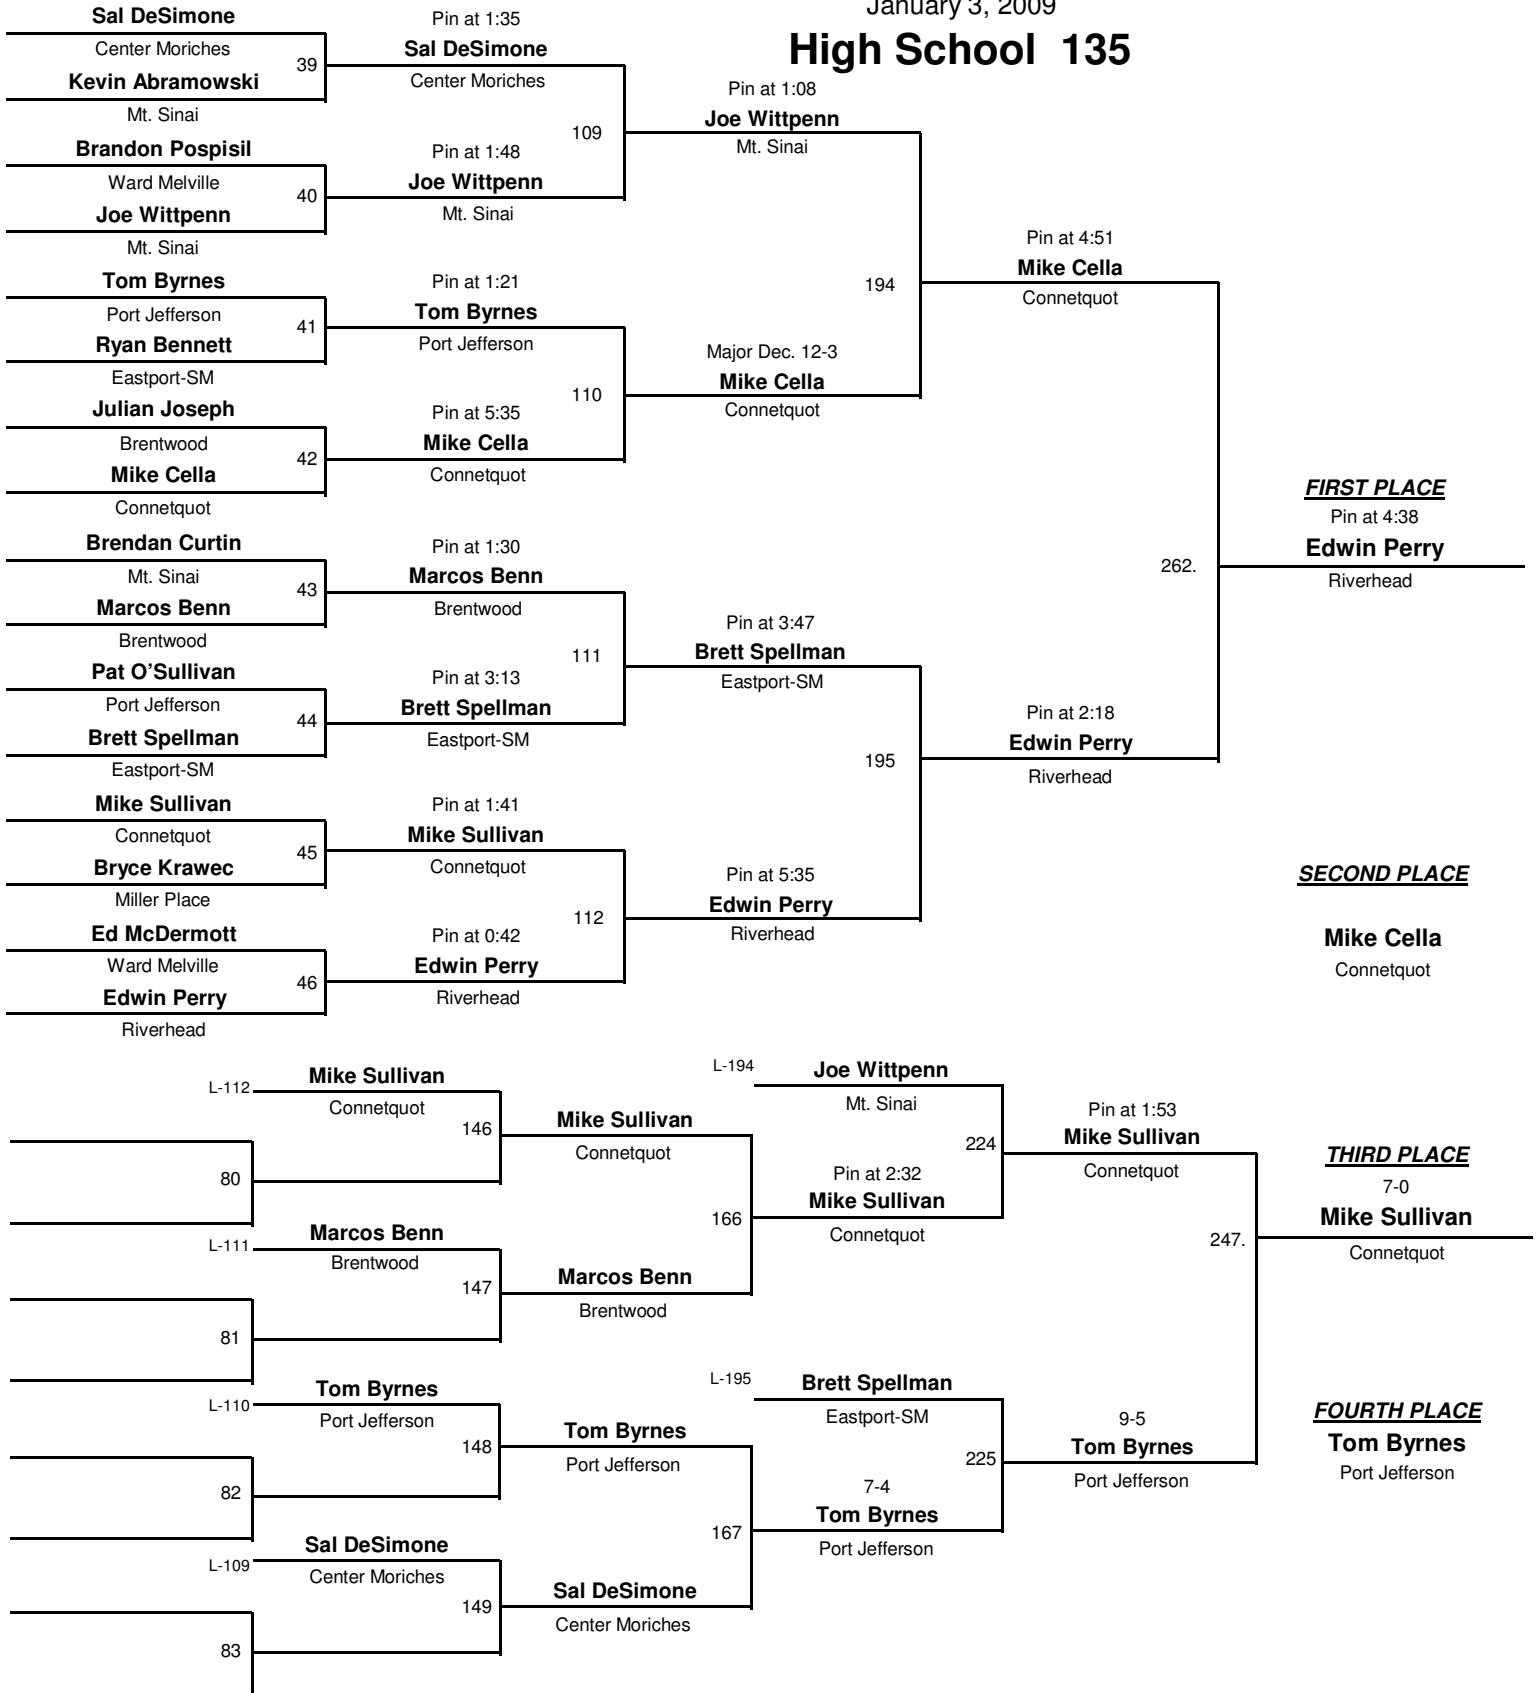 January 3, 2009
High School 135
Sal DeSimone
Center Moriches
39
Kevin Abramowski
Mt. Sinai
Brandon Pospisil
Ward Melville
40
Joe Wittpenn
Mt. Sinai
Tom Byrnes
Port Jefferson
41
Ryan Bennett
Eastport-SM
Julian Joseph
Brentwood
42
Mike Cella
Connetquot
Brendan Curtin
Mt. Sinai
43
Marcos Benn
Brentwood
Pat O'Sullivan
Port Jefferson
44
Brett Spellman
Eastport-SM
Mike Sullivan
Connetquot
45
Bryce Krawec
Miller Place
Ed McDermott
Ward Melville
46
Edwin Perry
Riverhead
Pin at 1:35
Sal DeSimone
Center Moriches
109
Pin at 1:48
Joe Wittpenn
Mt. Sinai
Pin at 1:21
Tom Byrnes
Port Jefferson
110
Pin at 5:35
Mike Cella
Connetquot
Pin at 1:30
Marcos Benn
Brentwood
111
Pin at 3:13
Brett Spellman
Eastport-SM
Pin at 1:41
Mike Sullivan
Connetquot
112
Pin at 0:42
Edwin Perry
Riverhead
Pin at 1:08
Joe Wittpenn
Mt. Sinai
194
Major Dec. 12-3
Mike Cella
Connetquot
Pin at 3:47
Brett Spellman
Eastport-SM
195
Pin at 5:35
Edwin Perry
Riverhead
Pin at 4:51
Mike Cella
Connetquot
262.
Pin at 2:18
Edwin Perry
Riverhead
FIRST PLACE
Pin at 4:38
Edwin Perry
Riverhead
SECOND PLACE
Mike Cella
Connetquot
L-112
Mike Sullivan
Connetquot
146
80
L-111
Marcos Benn
Brentwood
147
81
L-110
Tom Byrnes
Port Jefferson
148
82
L-109
Sal DeSimone
Center Moriches
149
83
Mike Sullivan
Connetquot
166
Marcos Benn
Brentwood
Tom Byrnes
Port Jefferson
167
Sal DeSimone
Center Moriches
L-194
Joe Wittpenn
Mt. Sinai
224
Pin at 2:32
Mike Sullivan
Connetquot
L-195
Brett Spellman
Eastport-SM
225
7-4
Tom Byrnes
Port Jefferson
Pin at 1:53
Mike Sullivan
Connetquot
247.
9-5
Tom Byrnes
Port Jefferson
THIRD PLACE
7-0
Mike Sullivan
Connetquot
FOURTH PLACE
Tom Byrnes
Port Jefferson